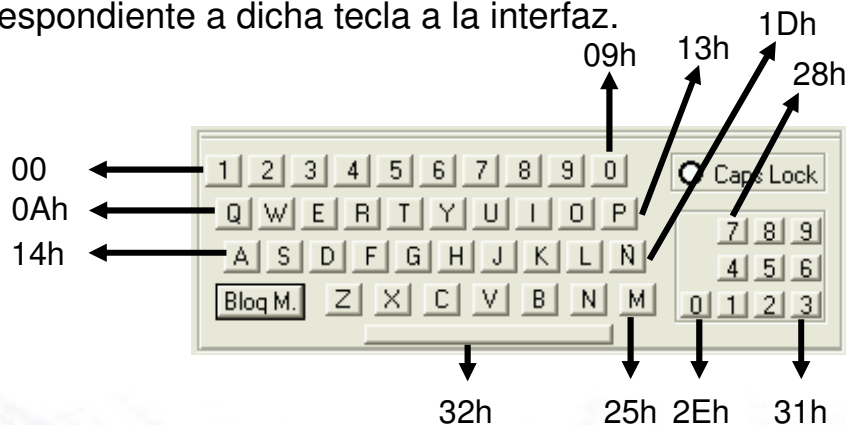 espondiente a dicha tecla a la interfaz.
1Dh
13h
09h
28h
00
1 2 3 4 5 6 7 8 9 0
Caps Lock
0Ah
Q W E R T Y U I O P
7 8 9
14h
A S D F G H J K L Ñ
4 5 6
Bloq M. Z X C V B N M
0 1 2 3
32h 25h 2Eh 31h